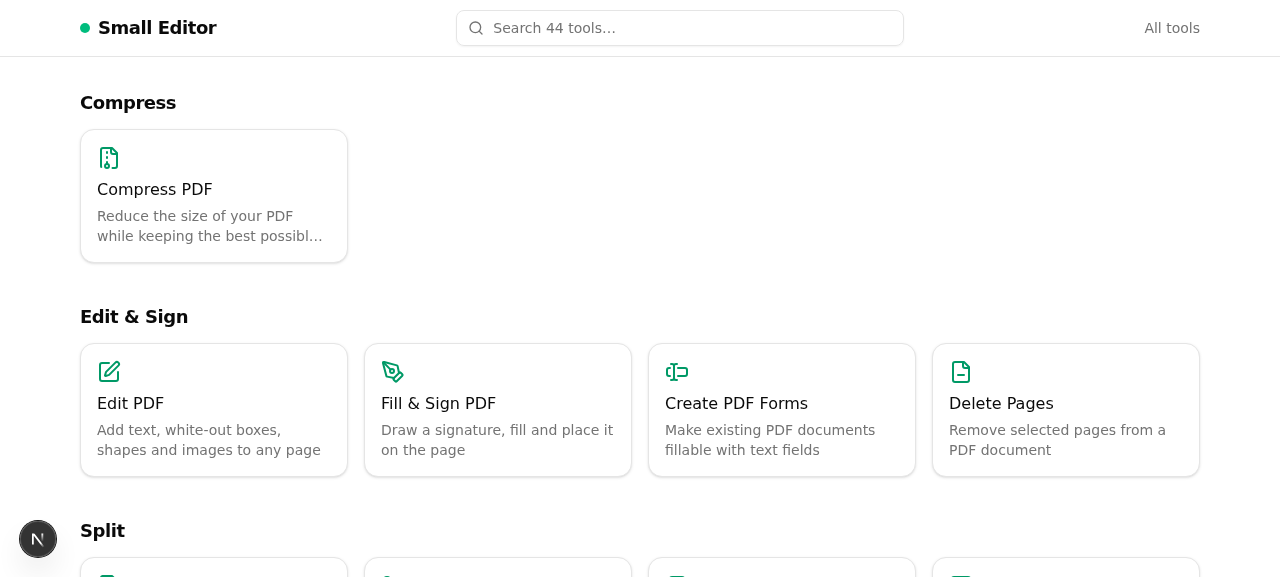 Small Editor
Search 44 tools...
All tools
Compress
Compress PDF
Reduce the size of your PDF
while keeping the best possibl...
Edit & Sign
Edit PDF
Add text, white-out boxes,
shapes and images to any page
Fill & Sign PDF
Draw a signature, fill and place it
on the page
Create PDF Forms
Make existing PDF documents
fillable with text fields
Delete Pages
Remove selected pages from a
PDF document
Split
N